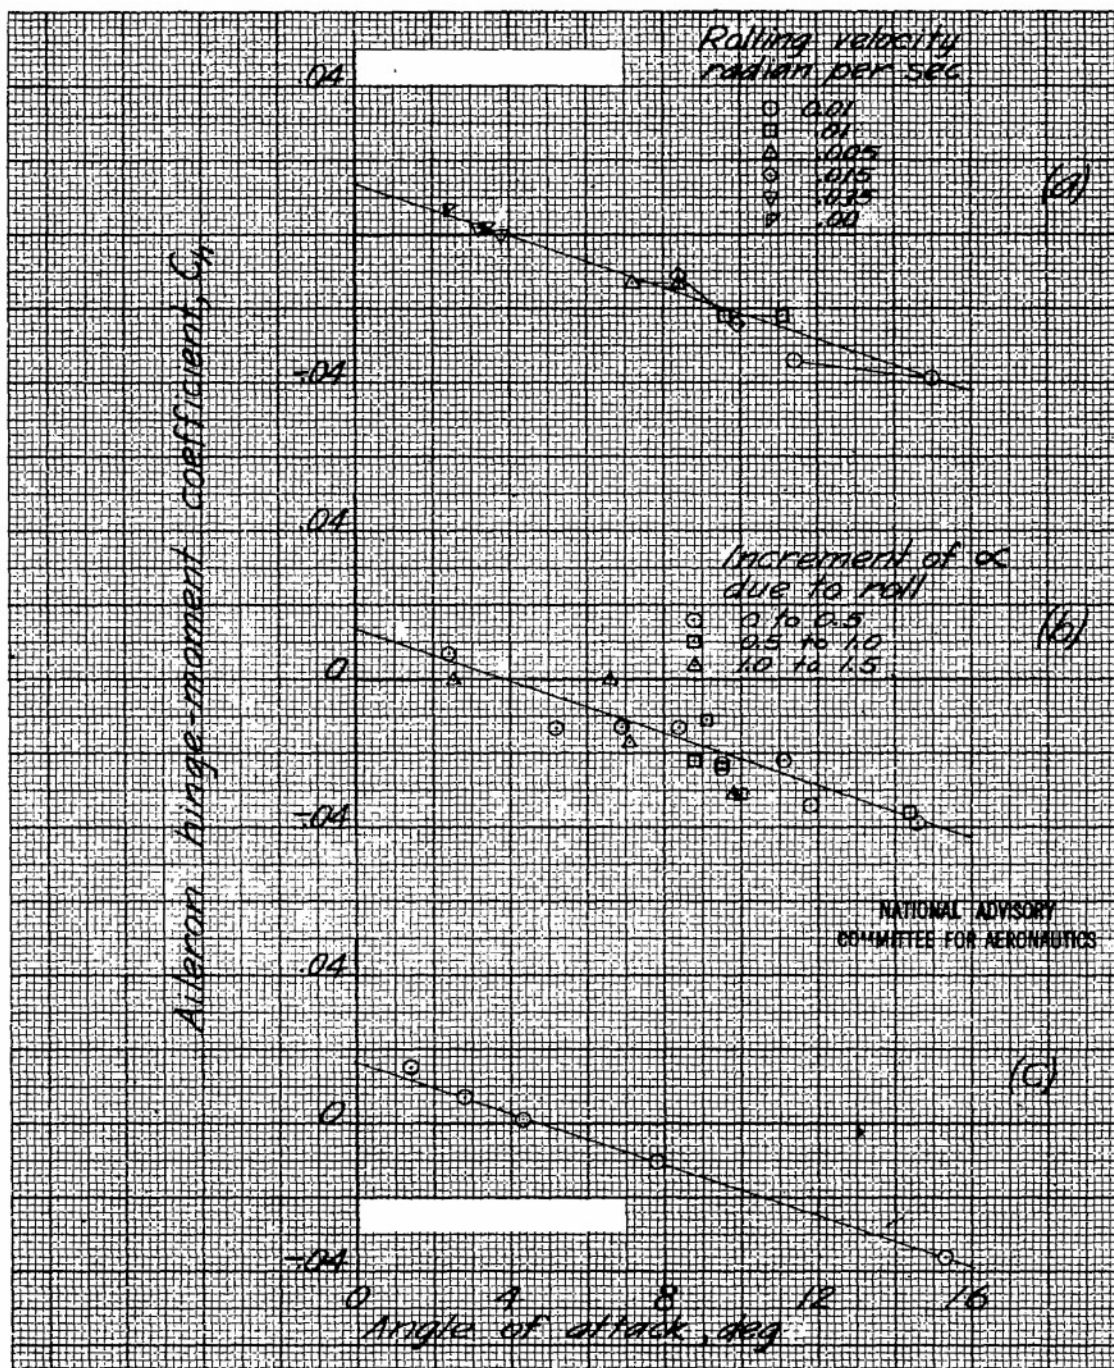 Rolling velocity
radian per sec
0.01
.01
.005
.015
.035
.00
(a)
.04
-.04
Aileron hinge-moment coefficient, Ch
.04
0
-.04
Increment of α
due to roll
0 to 0.5
0.5 to 1.0
1.0 to 1.5
(b)
NATIONAL ADVISORY
COMMITTEE FOR AERONAUTICS
.04
0
-.04
(c)
0 4 8 12 16
Angle of attack, deg